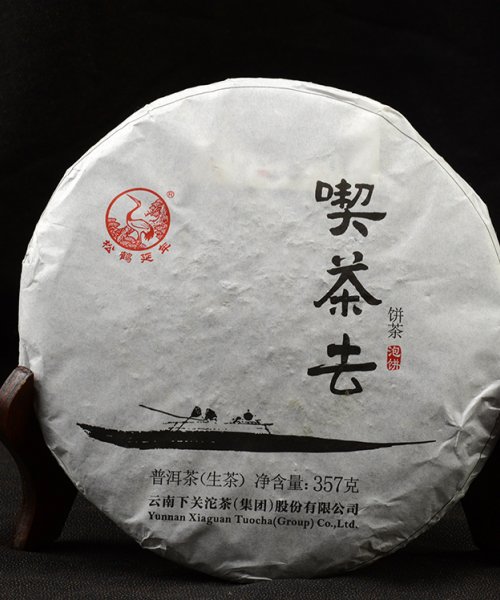 松鹤延年®
喫茶去
饼茶
泡饼
普洱茶(生茶) 净含量:357克
云南下关沱茶(集团)股份有限公司
Yunnan Xiaguan Tuocha(Group) Co.,Ltd.